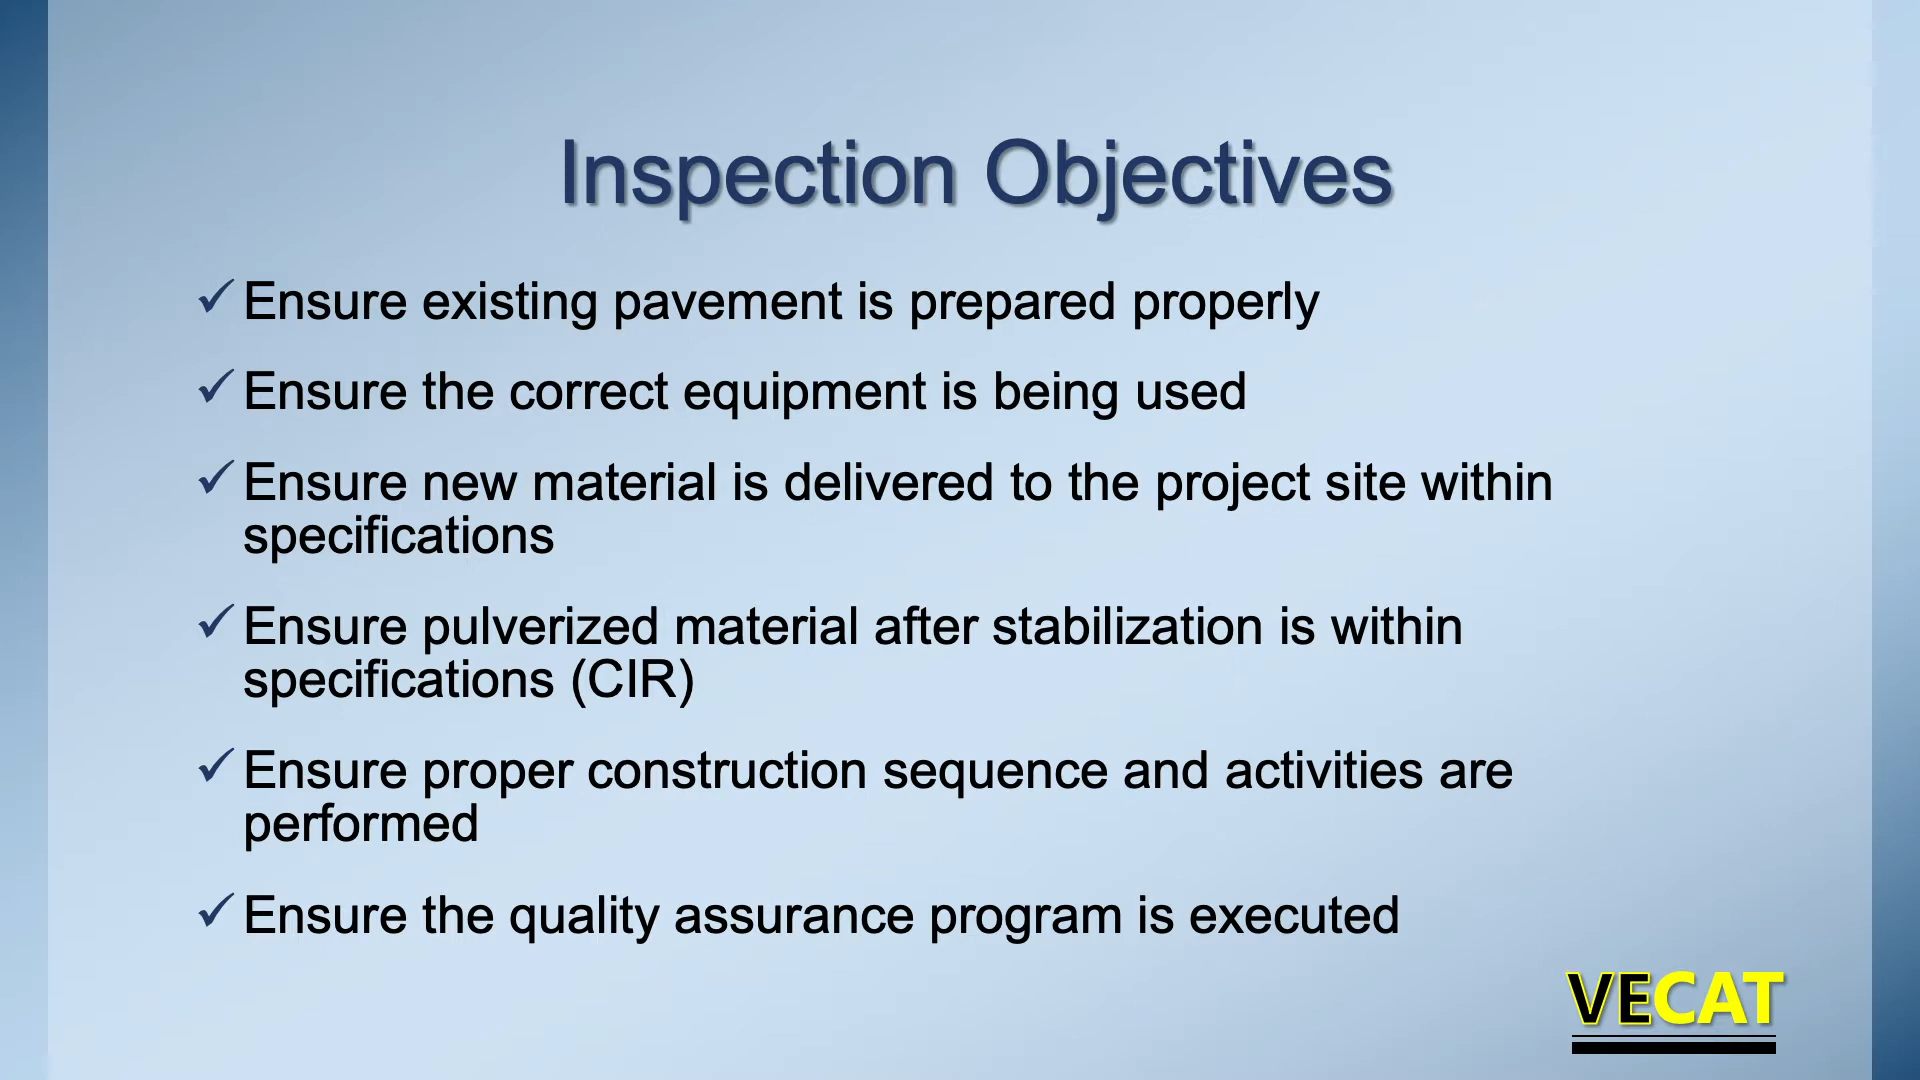 Inspection Objectives
✓ Ensure existing pavement is prepared properly
✓ Ensure the correct equipment is being used
✓ Ensure new material is delivered to the project site within
specifications
✓ Ensure pulverized material after stabilization is within
specifications (CIR)
✓ Ensure proper construction sequence and activities are
performed
✓ Ensure the quality assurance program is executed
VECAT